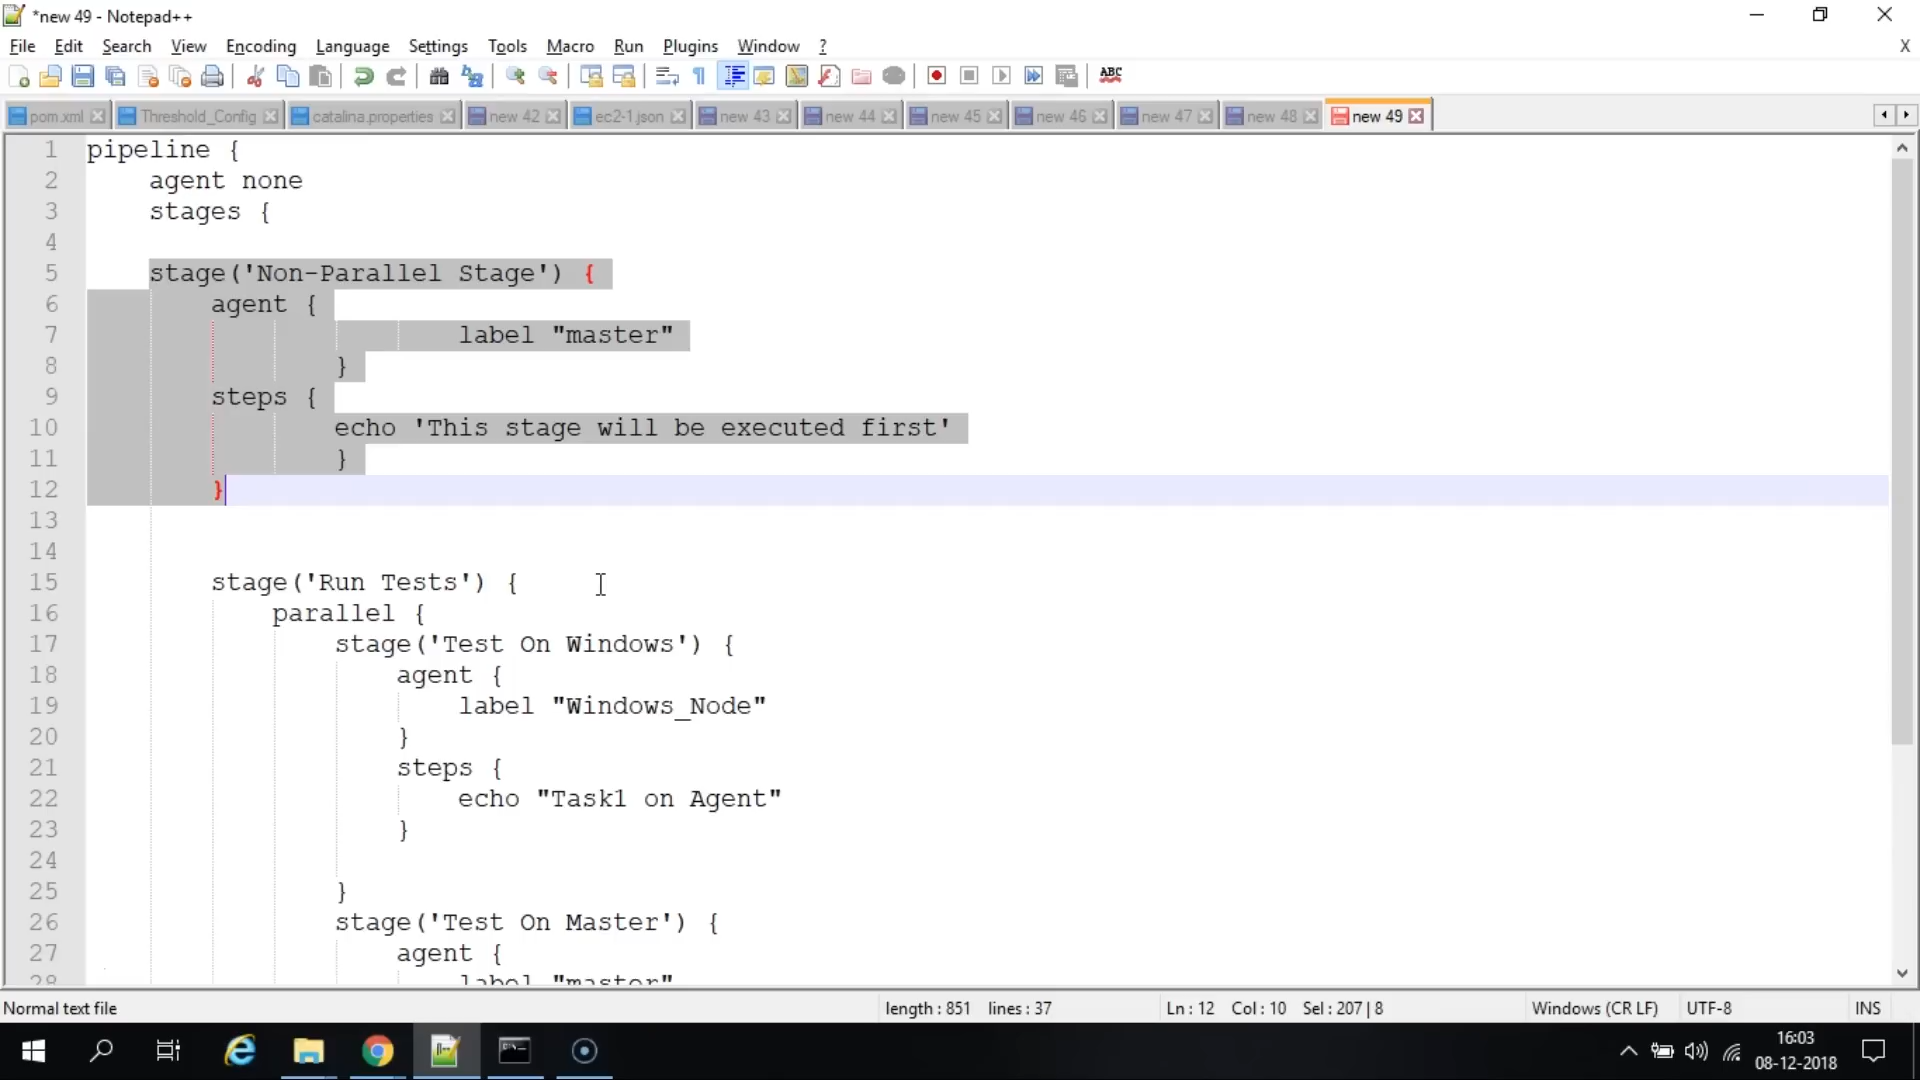 *new 49 - Notepad++
File Edit Search View Encoding Language Settings Tools Macro Run Plugins Window ? X
ABC
pom.xml Threshold_Config catalina.properties new 42 ec2-1.json new 43 new 44 new 45 new 46 new 47 new 48 new 49
1 pipeline {
2 agent none
3 stages {
4
5 stage('Non-Parallel Stage') {
6 agent {
7 label "master"
8 }
9 steps {
10 echo 'This stage will be executed first'
11 }
12 }
13
14
15 stage('Run Tests') {
16 parallel {
17 stage('Test On Windows') {
18 agent {
19 label "Windows_Node"
20 }
21 steps {
22 echo "Task1 on Agent"
23 }
24
25 }
26 stage('Test On Master') {
27 agent {
28 label "master"
Normal text file length : 851 lines : 37 Ln : 12 Col : 10 Sel : 207 | 8 Windows (CR LF) UTF-8 INS
16:03
08-12-2018